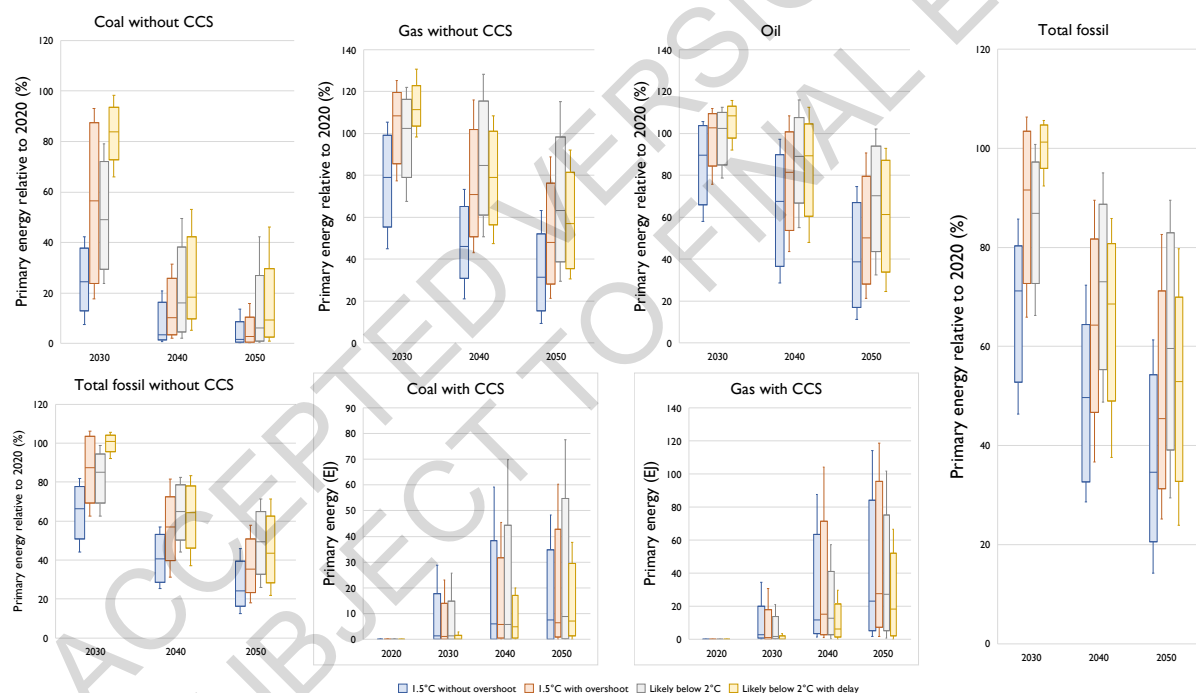 Coal without CCS
Primary energy relative to 2020 (%)
120
100
80
60
40
20
0
2030 2040 2050
Gas without CCS
Primary energy relative to 2020 (%)
140
120
100
80
60
40
20
0
2030 2040 2050
Oil
Primary energy relative to 2020 (%)
140
120
100
80
60
40
20
0
2030 2040 2050
Total fossil
Primary energy relative to 2020 (%)
120
100
80
60
40
20
0
2030 2040 2050
Total fossil without CCS
Primary energy relative to 2020 (%)
120
100
80
60
40
20
0
2030 2040 2050
Coal with CCS
Primary energy (EJ)
90
80
70
60
50
40
30
20
10
0
2020 2030 2040 2050
Gas with CCS
Primary energy (EJ)
140
120
100
80
60
40
20
0
2020 2030 2040 2050
1.5°C without overshoot 1.5°C with overshoot Likely below 2°C Likely below 2°C with delay
ACCEPTED VERSI
SUBJECT TO FINAL E